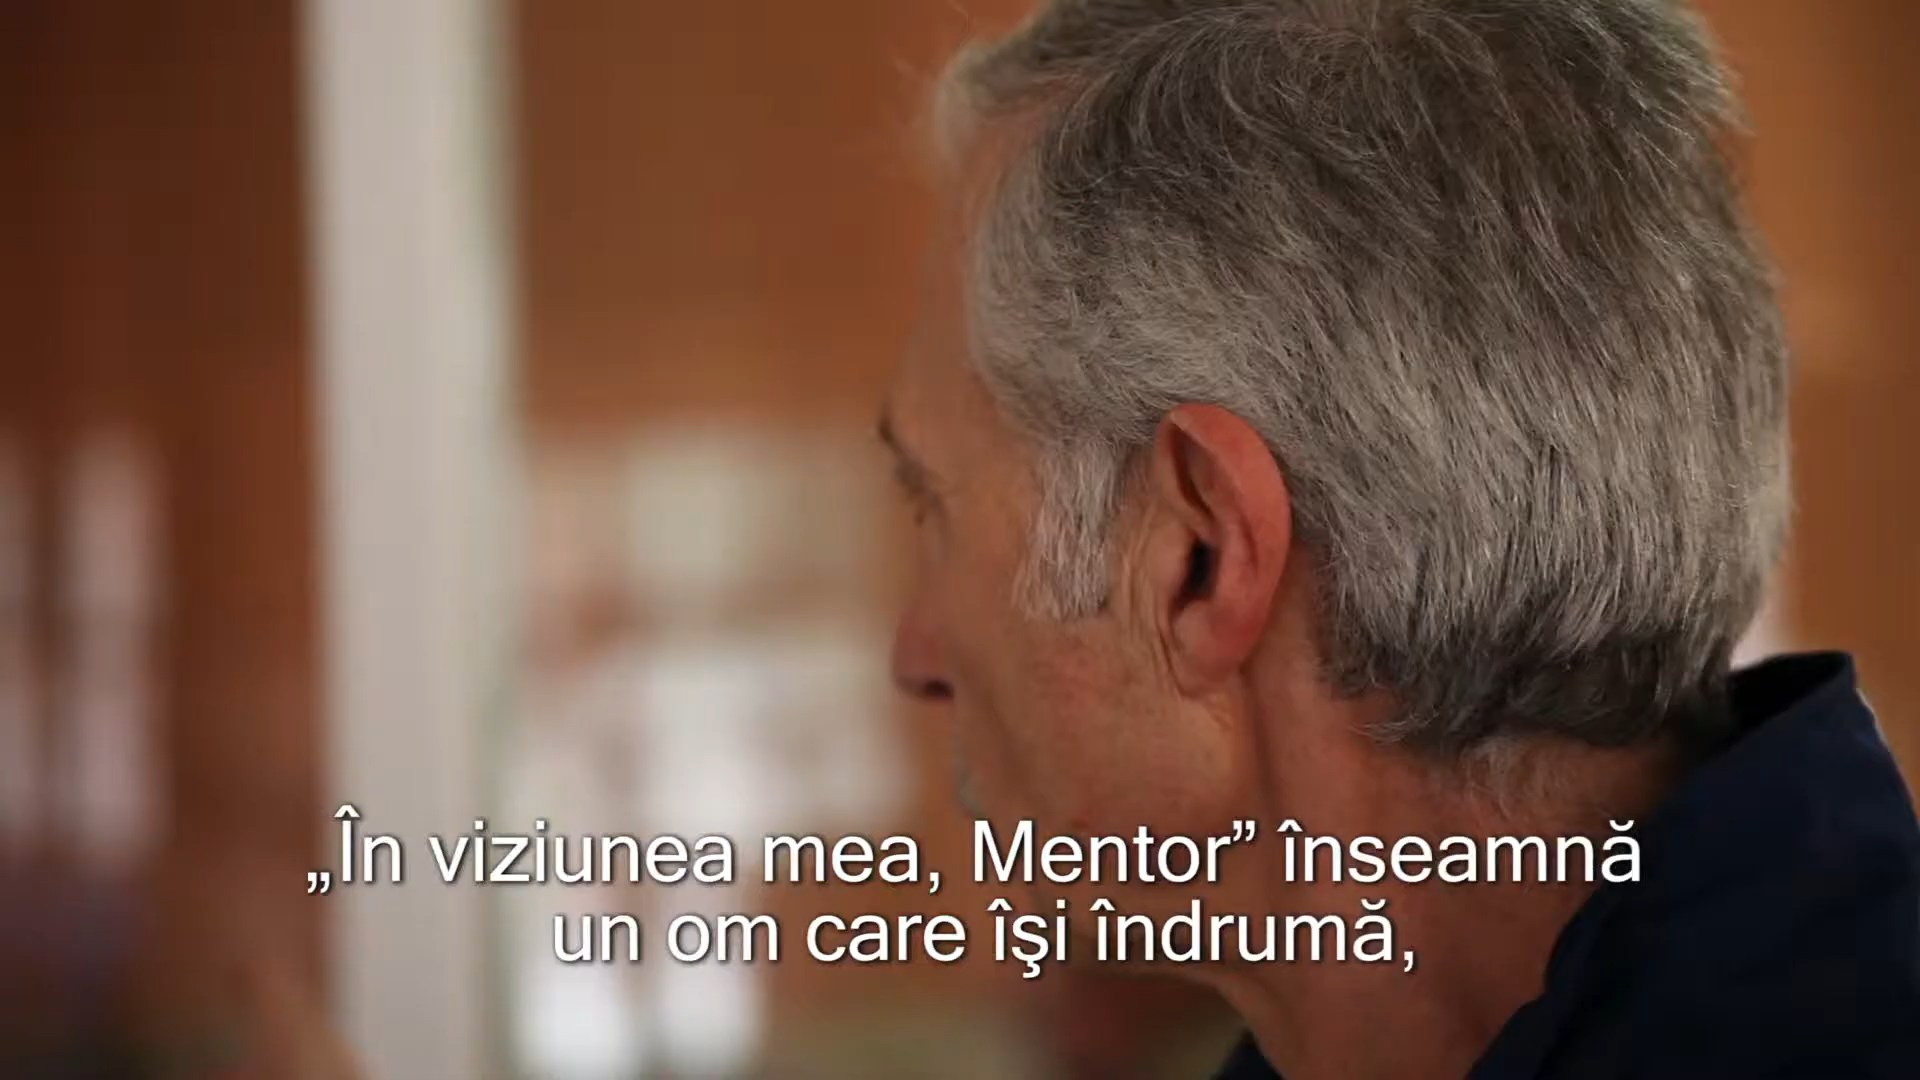 „În viziunea mea, Mentor” înseamnă
un om care îşi îndrumă,